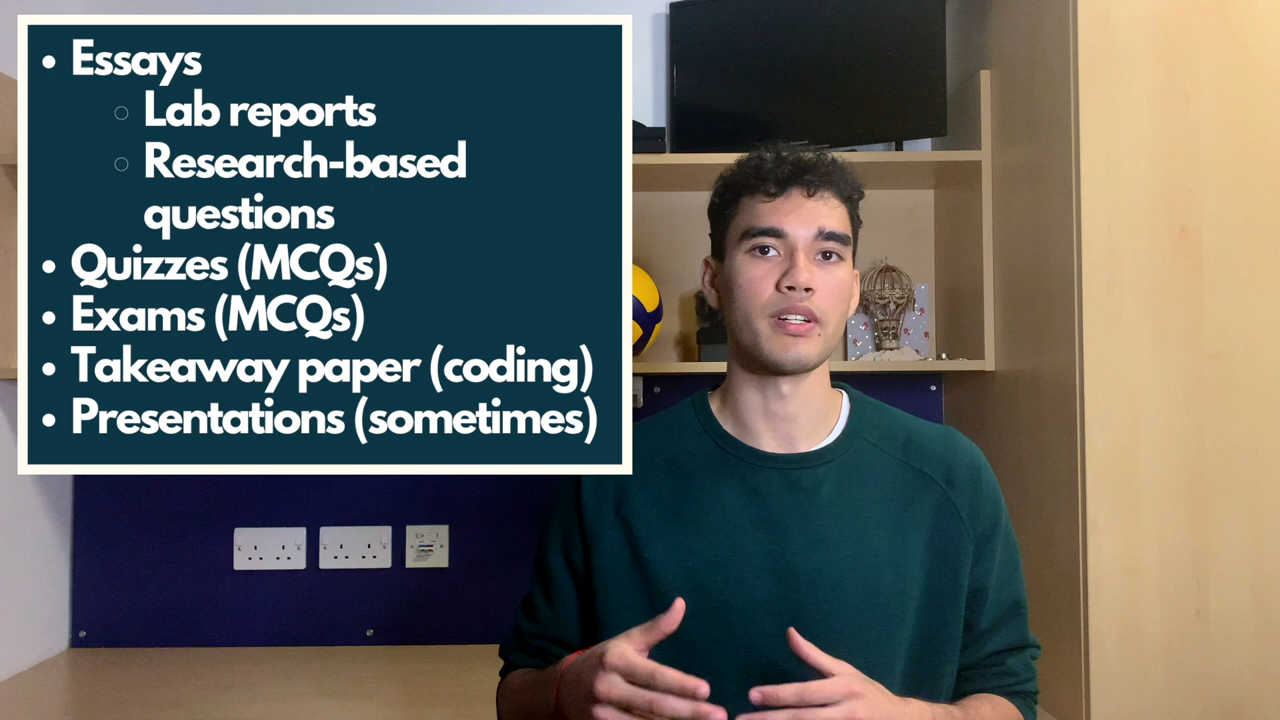 • Essays
◦ Lab reports
◦ Research-based
questions
• Quizzes (MCQs)
• Exams (MCQs)
• Takeaway paper (coding)
• Presentations (sometimes)